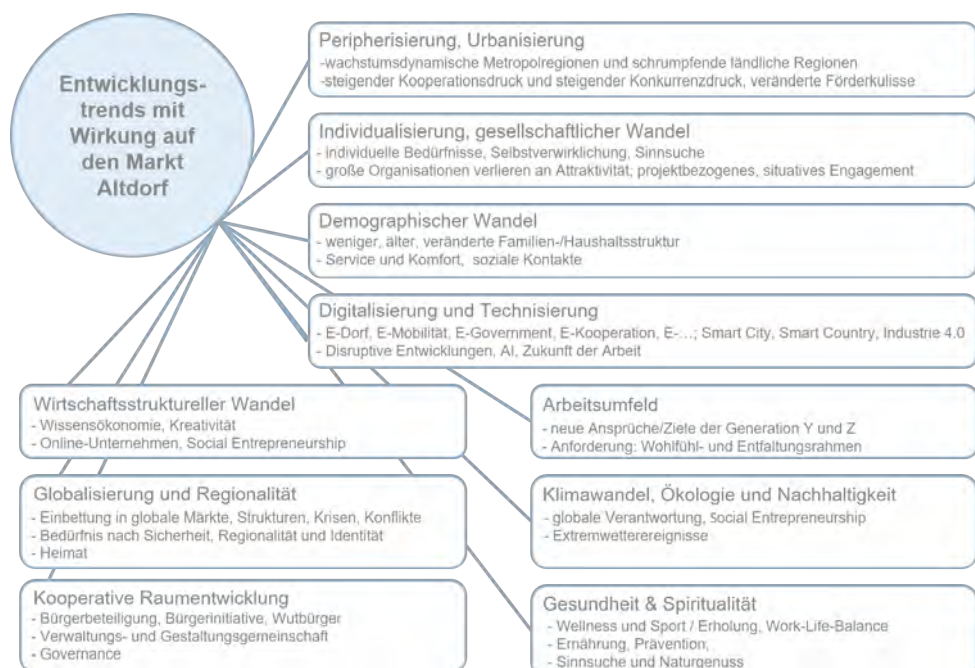 Entwicklungs-
trends mit
Wirkung auf
den Markt
Altdorf
Peripherisierung, Urbanisierung
-wachstumsdynamische Metropolregionen und schrumpfende ländliche Regionen
-steigender Kooperationsdruck und steigender Konkurrenzdruck, veränderte Förderkulisse
Individualisierung, gesellschaftlicher Wandel
- individuelle Bedürfnisse, Selbstverwirklichung, Sinnsuche
- große Organisationen verlieren an Attraktivität; projektbezogenes, situatives Engagement
Demographischer Wandel
- weniger, älter, veränderte Familien-/Haushaltsstruktur
- Service und Komfort, soziale Kontakte
Digitalisierung und Technisierung
- E-Dorf, E-Mobilität, E-Government, E-Kooperation, E-…; Smart City, Smart Country, Industrie 4.0
- Disruptive Entwicklungen, AI, Zukunft der Arbeit
Wirtschaftsstruktureller Wandel
- Wissensökonomie, Kreativität
- Online-Unternehmen, Social Entrepreneurship
Arbeitsumfeld
- neue Ansprüche/Ziele der Generation Y und Z
- Anforderung: Wohlfühl- und Entfaltungsrahmen
Globalisierung und Regionalität
- Einbettung in globale Märkte, Strukturen, Krisen, Konflikte
- Bedürfnis nach Sicherheit, Regionalität und Identität
- Heimat
Klimawandel, Ökologie und Nachhaltigkeit
- globale Verantwortung, Social Entrepreneurship
- Extremwetterereignisse
Kooperative Raumentwicklung
- Bürgerbeteiligung, Bürgerinitiative, Wutbürger
- Verwaltungs- und Gestaltungsgemeinschaft
- Governance
Gesundheit & Spiritualität
- Wellness und Sport / Erholung, Work-Life-Balance
- Ernährung, Prävention,
- Sinnsuche und Naturgenuss